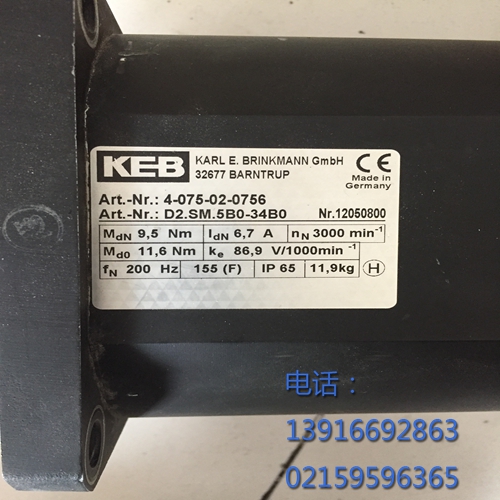 KEB
KARL E. BRINKMANN GmbH
32677 BARNTRUP
CE
Made in
Germany
Art.-Nr.: 4-075-02-0756
Art.-Nr.: D2.SM.5B0-34B0 Nr.12050800
MdN 9,5 Nm IdN 6,7 A nN 3000 min⁻¹
Md0 11,6 Nm ke 86,9 V/1000min⁻¹
fN 200 Hz 155 (F) IP 65 11,9kg H
电话：
13916692863
02159596365